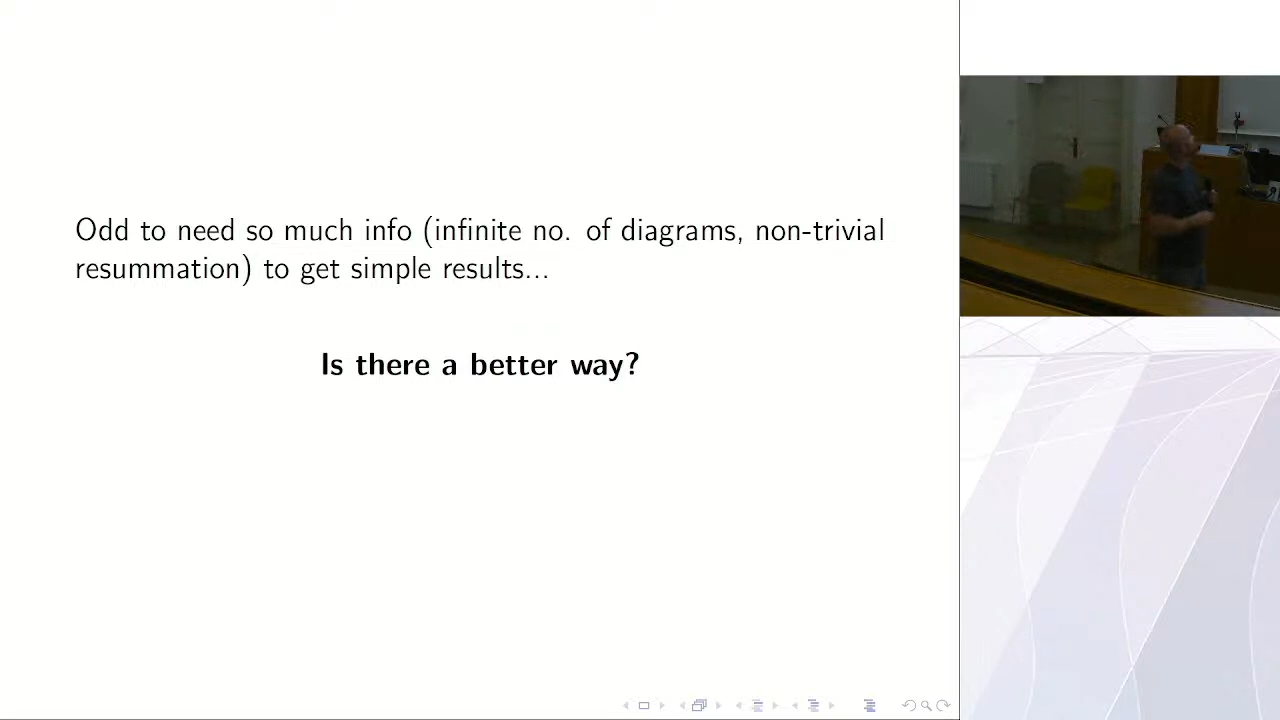 Odd to need so much info (infinite no. of diagrams, non-trivial
resummation) to get simple results...
Is there a better way?